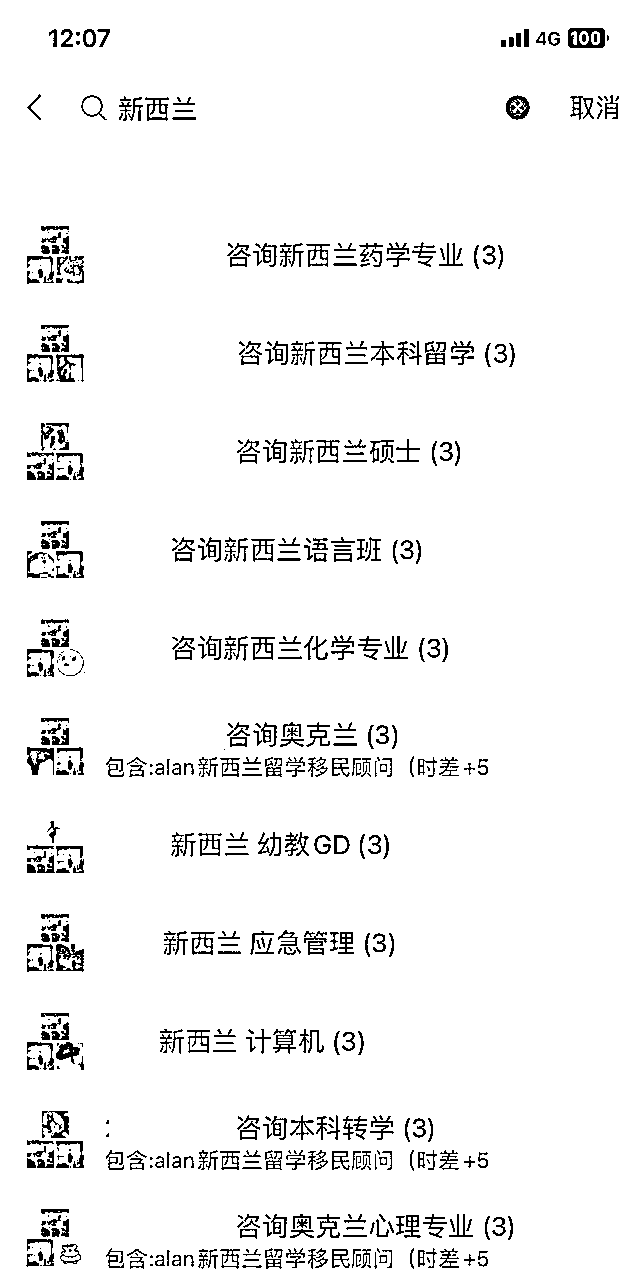 12:07 4G 100
新西兰 取消
咨询新西兰药学专业 (3)
咨询新西兰本科留学 (3)
咨询新西兰硕士 (3)
咨询新西兰语言班 (3)
咨询新西兰化学专业 (3)
咨询奥克兰 (3)
包含:alan新西兰留学移民顾问（时差+5
新西兰 幼教GD (3)
新西兰 应急管理 (3)
新西兰 计算机 (3)
咨询本科转学 (3)
包含:alan新西兰留学移民顾问（时差+5
咨询奥克兰心理专业 (3)
包含:alan新西兰留学移民顾问（时差+5